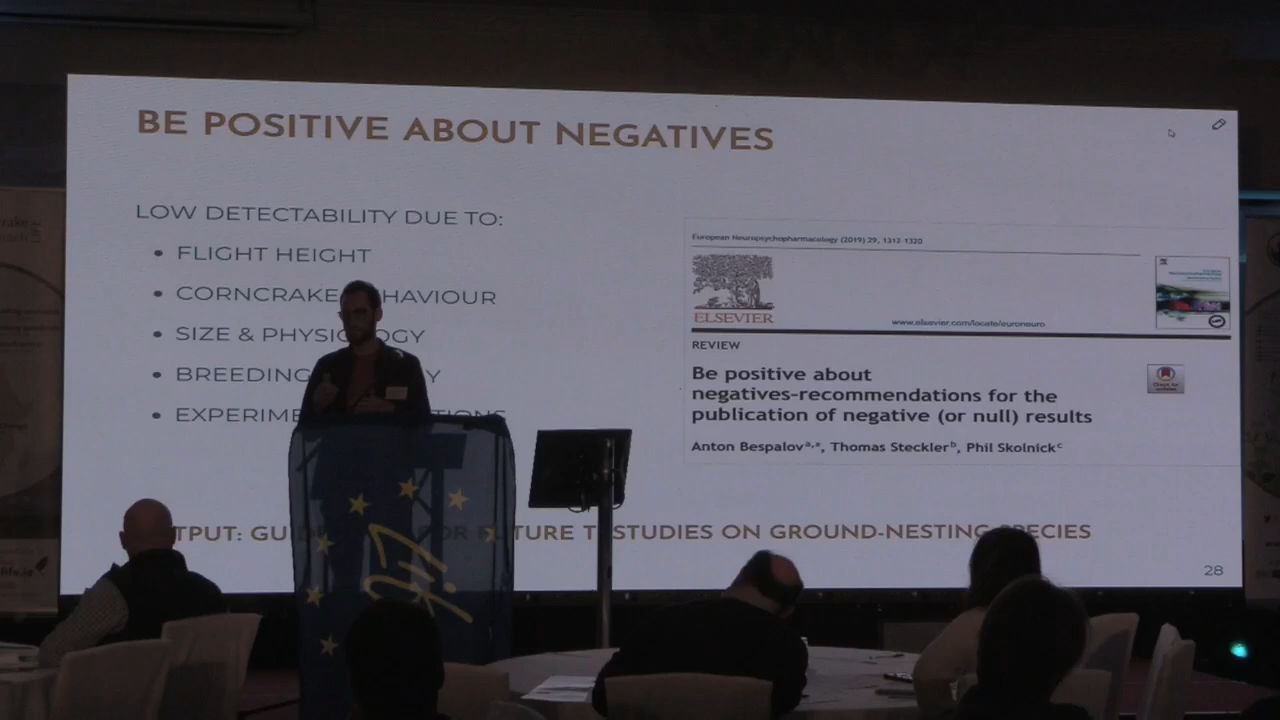 BE POSITIVE ABOUT NEGATIVES
LOW DETECTABILITY DUE TO:
• FLIGHT HEIGHT
• CORNCRAKE
• SIZE &
• BREEDING
•
European Neuropsychopharmacology (2019) 29, 1312-1320
ELSEVIER
www.elsevier.com/locate/euroneuro
REVIEW
Be positive about
negatives-recommendations for the
publication of negative (or null) results
Anton Bespalov a,*, Thomas Steckler b, Phil Skolnick c
STUDIES ON GROUND-NESTING
28
Life